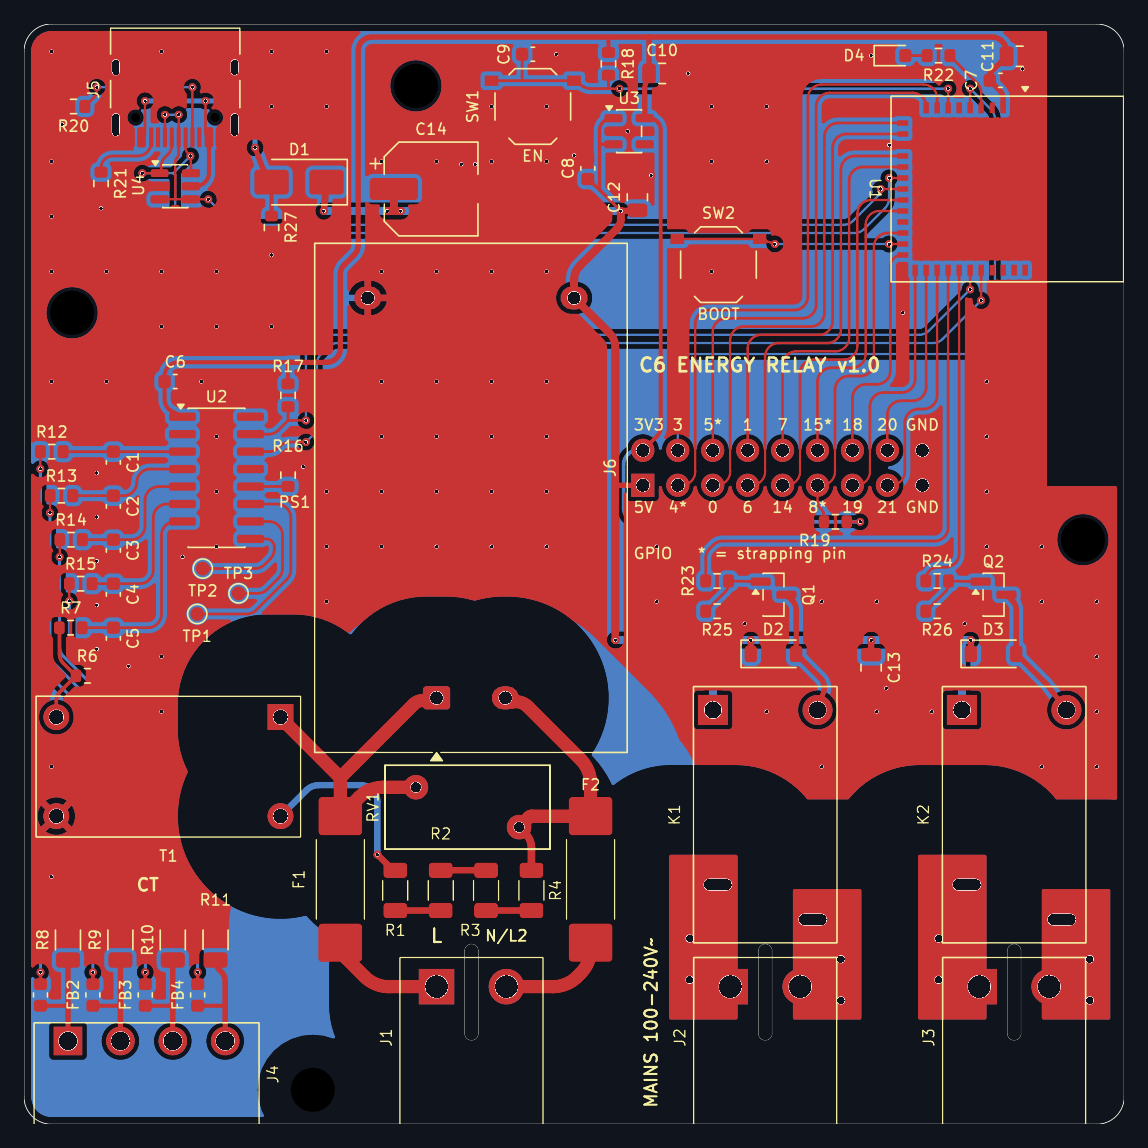 C9
R18
C10
D4
R22
C7
C11
J5
R20
SW1
U3
C14
+
EN
D1
C8
U4
R21
C12
U1
R27
SW2
BOOT
C6 ENERGY RELAY v1.0
C6
R17
U2
R12
C1
R16
3V3 3 5* 1 7 15* 18 20 GND
J6
R13
C2
PS1
5V 4* 0 6 14 8* 19 21 GND
R14
C3
R19
GPIO * = strapping pin
R15
TP2
TP3
C4
R23
Q1
R24
Q2
R7
TP1
C5
R25
D2
R26
D3
R6
C13
F2
RV1
K1
K2
R2
T1
CT
F1
R4
R11
R8
R9
R10
R1
L
R3
N/L2
FB2
FB3
FB4
J1
J2
J3
J4
MAINS 100-240V~